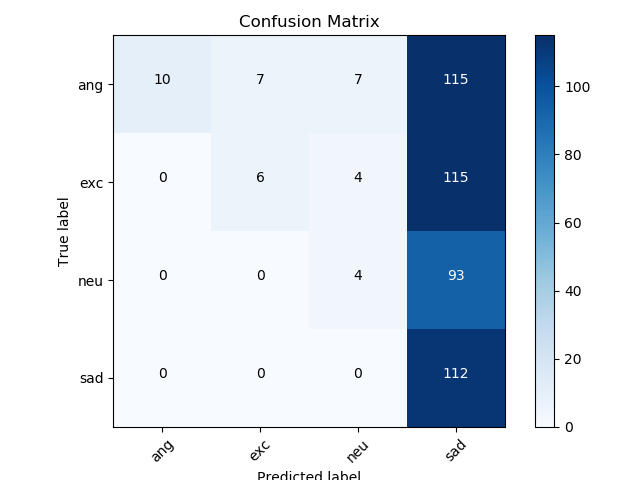 Confusion Matrix
True label
ang 10 7 7 115
exc 0 6 4 115
neu 0 0 4 93
sad 0 0 0 112
ang exc neu sad
Predicted label
100
80
60
40
20
0